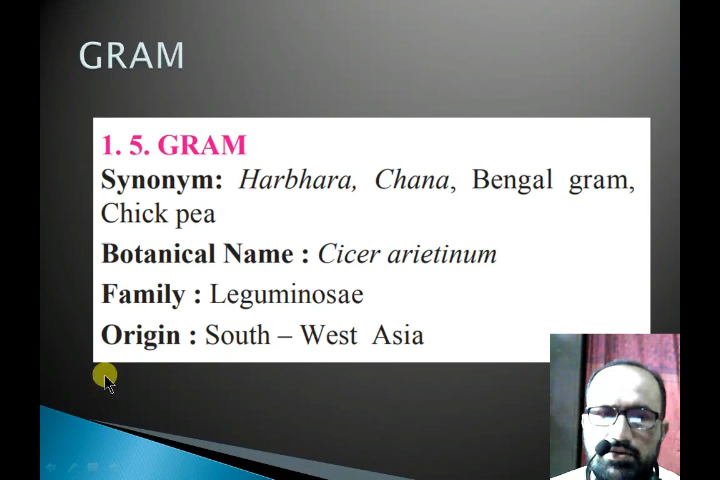 GRAM
1. 5. GRAM
Synonym: Harbhara, Chana, Bengal gram,
Chick pea
Botanical Name : Cicer arietinum
Family : Leguminosae
Origin : South – West Asia